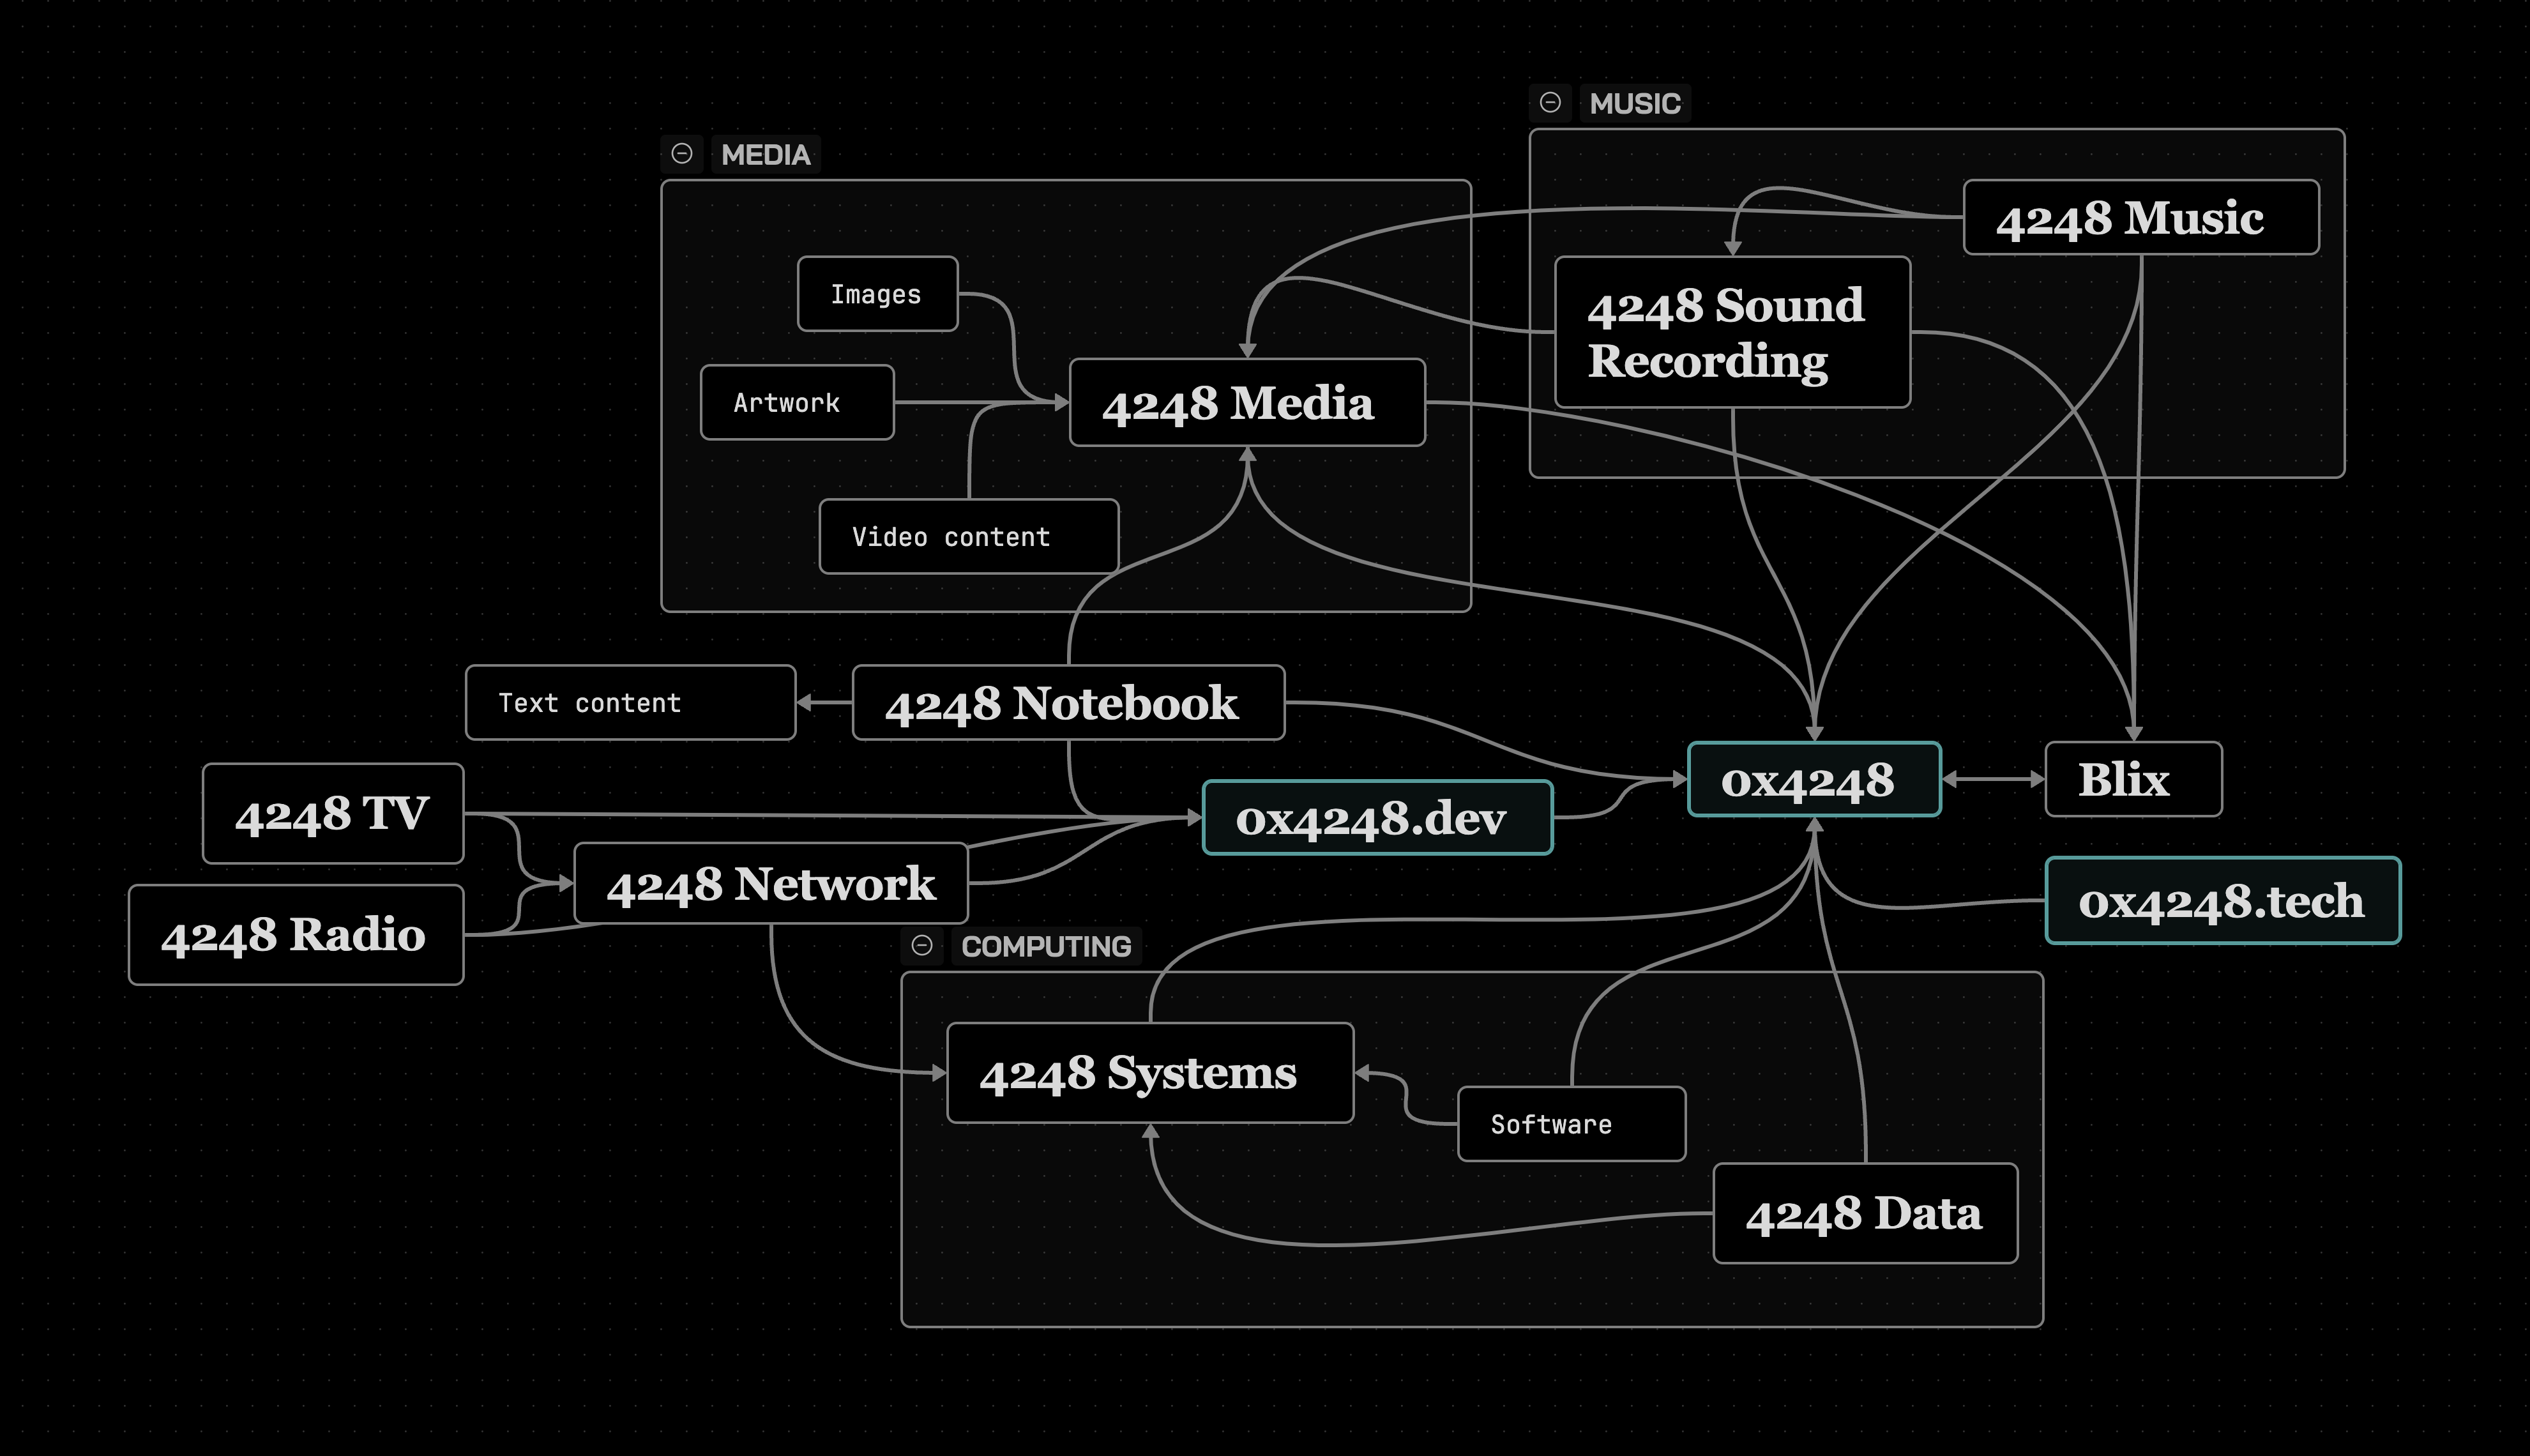 MUSIC
MEDIA
4248 Music
Images
4248 Sound
Recording
Artwork
4248 Media
Video content
Text content
4248 Notebook
0x4248
Blix
4248 TV
0x4248.dev
4248 Network
0x4248.tech
4248 Radio
COMPUTING
4248 Systems
Software
4248 Data